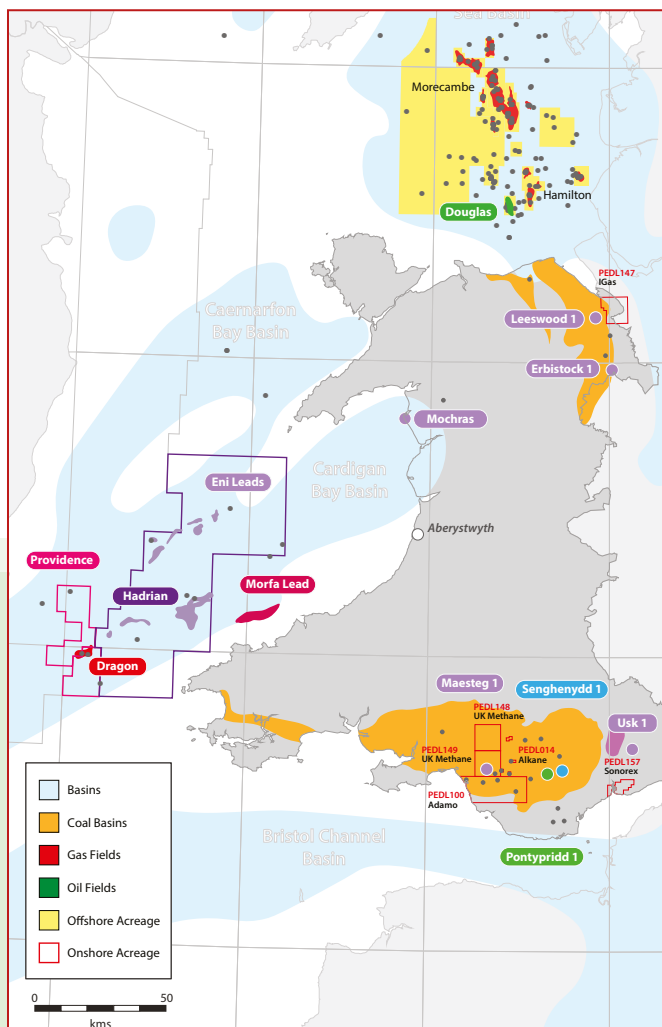 Sea Basin
Morecambe
Hamilton
Douglas
PEDL147
IGas
Caernarfon
Bay Basin
Leeswood 1
Erbistock 1
Mochras
Cardigan
Bay Basin
Eni Leads
Aberystwyth
Providence
Hadrian
Morfa Lead
Dragon
Maesteg 1
Senghenydd 1
PEDL148
UK Methane
Usk 1
PEDL149
UK Methane
PEDL014
Alkane
PEDL157
Sonorex
PEDL100
Adamo
Bristol Channel
Basin
Pontypridd 1
Basins
Coal Basins
Gas Fields
Oil Fields
Offshore Acreage
Onshore Acreage
0 50
kms